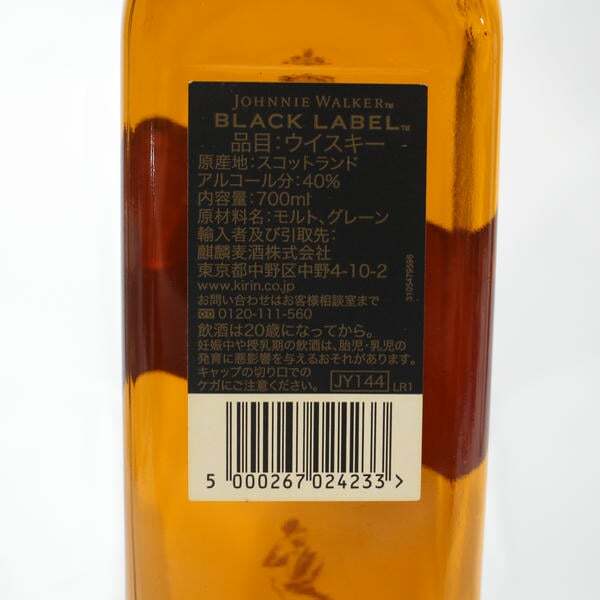 JOHNNIE WALKER™
BLACK LABEL™
品目:ウイスキー
原産地:スコットランド
アルコール分:40%
内容量:700ml
原材料名:モルト、グレーン
輸入者及び引取先:
麒麟麦酒株式会社
東京都中野区中野4-10-2
www.kirin.co.jp
お問い合わせはお客様相談室まで
0120-111-560
飲酒は20歳になってから。
妊娠中や授乳期の飲酒は、胎児・乳児の
発育に悪影響を与えるおそれがあります。
キャップの切り口での
ケガにご注意ください。 JY144 LR1
3105479596
5 000267 024233 >